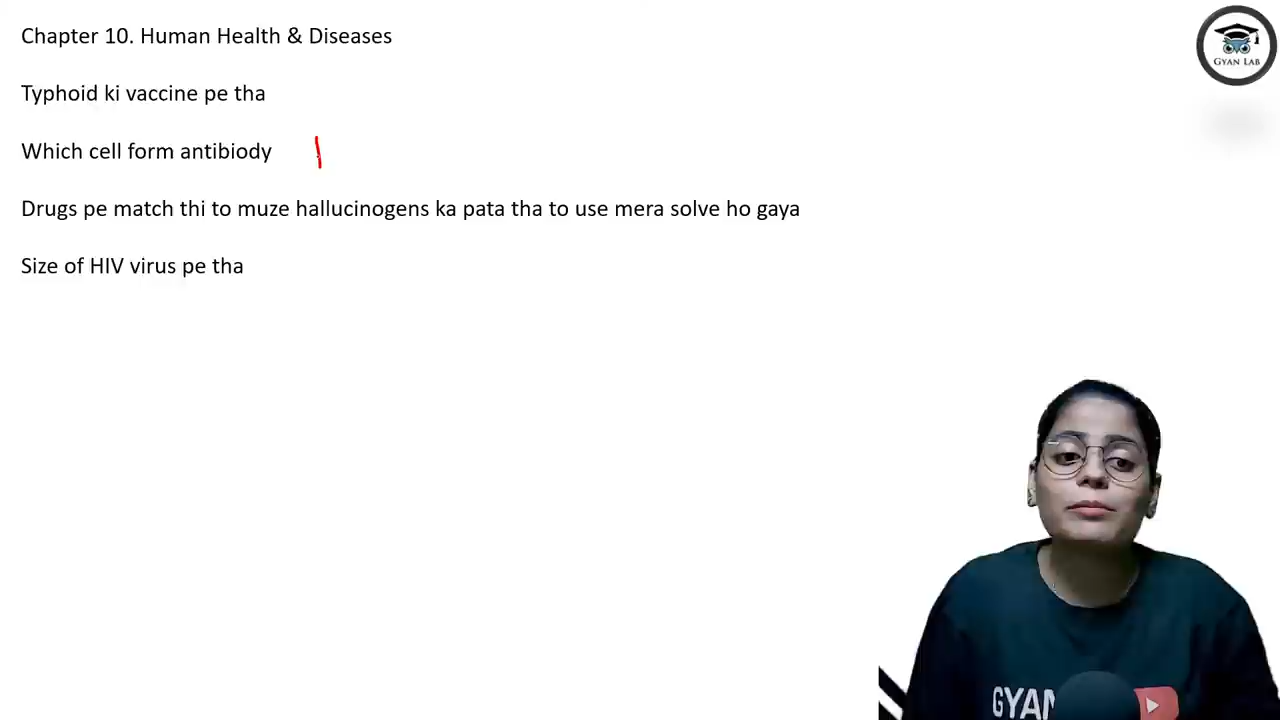 Chapter 10. Human Health & Diseases
GYAN LAB
Typhoid ki vaccine pe tha
Which cell form antibiody
Drugs pe match thi to muze hallucinogens ka pata tha to use mera solve ho gaya
Size of HIV virus pe tha
GYAN